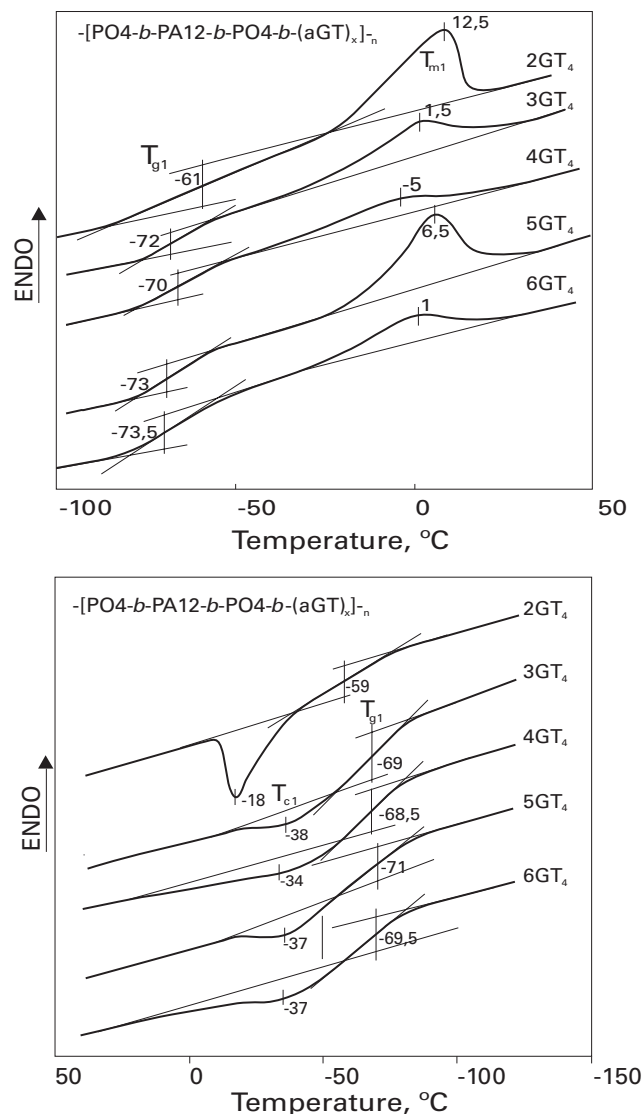 -[PO4-b-PA12-b-PO4-b-(aGT)ₓ]-ₙ
12,5
2GT₄
Tm1
3GT₄
1,5
4GT₄
Tg1
-61
-5
5GT₄
6,5
-72
6GT₄
-70
1
-73
-73,5
ENDO
-100 -50 0 50
Temperature, °C
-[PO4-b-PA12-b-PO4-b-(aGT)ₓ]-ₙ
2GT₄
3GT₄
-59
Tg1
4GT₄
-69
-18
Tc1
5GT₄
-68,5
-38
-71
6GT₄
-34
-69,5
-37
-37
ENDO
50 0 -50 -100 -150
Temperature, °C